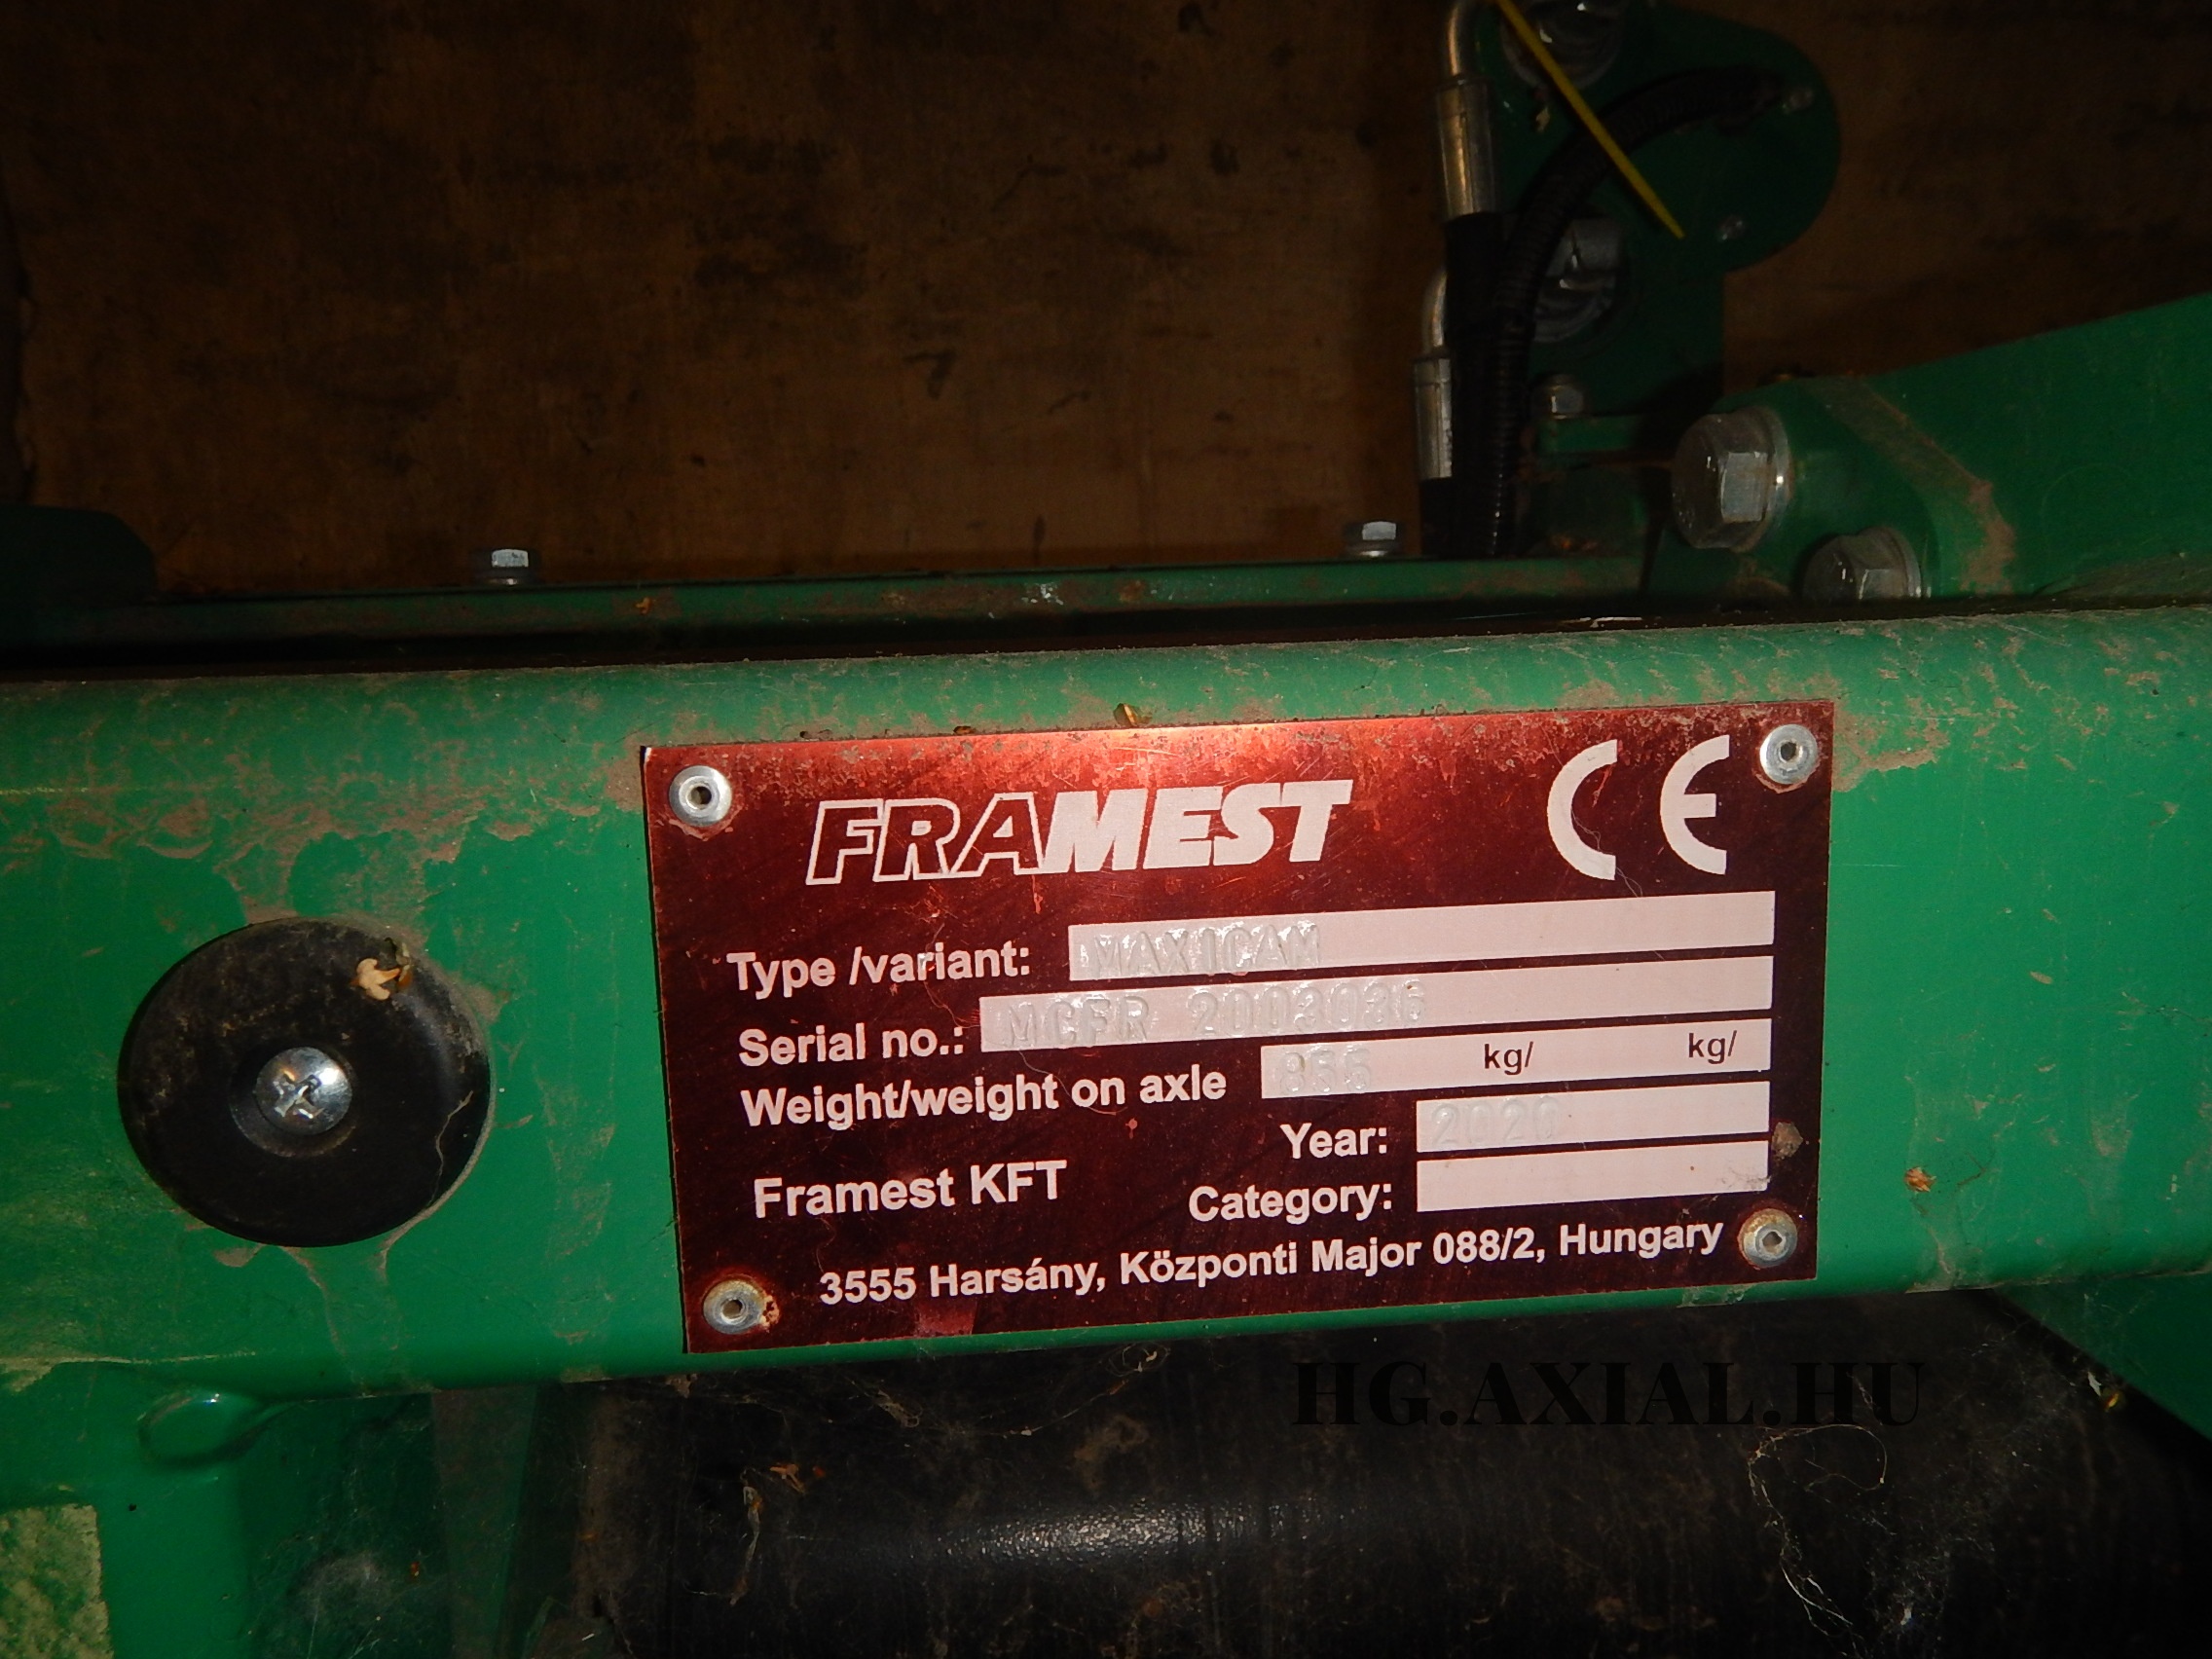 FRAMEST CE
Type /variant: MAXICAM
Serial no.: MCFR 2003036
Weight/weight on axle 855 kg/ kg/
Year: 2020
Framest KFT Category:
3555 Harsány, Központi Major 088/2, Hungary
HG.AXIAL.HU